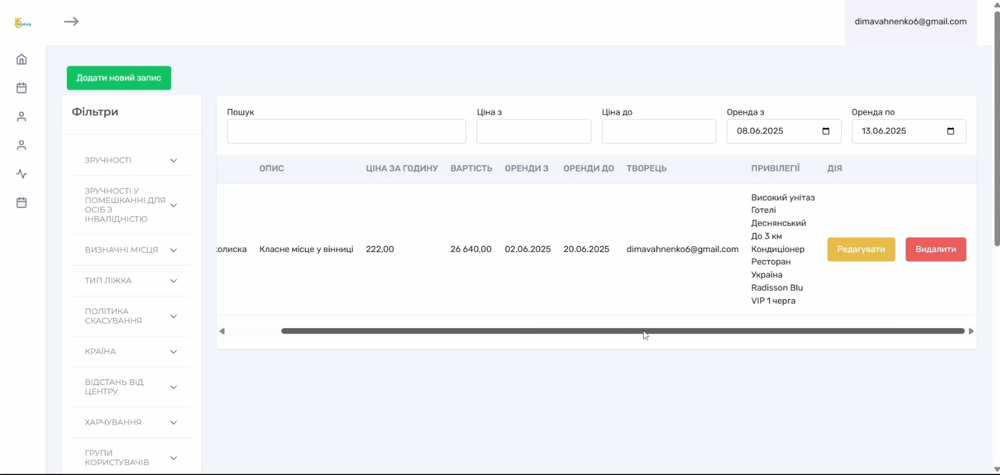 Booking
dimavahnenko6@gmail.com
Додати новий запис
Фільтри
ЗРУЧНОСТІ
ЗРУЧНОСТІ У
ПОМЕШКАННІ ДЛЯ
ОСІБ З
ІНВАЛІДНІСТЮ
ВИЗНАЧНІ МІСЦЯ
ТИП ЛІЖКА
ПОЛІТИКА
СКАСУВАННЯ
КРАЇНА
ВІДСТАНЬ ВІД
ЦЕНТРУ
ХАРЧУВАННЯ
ГРУПИ
КОРИСТУВАЧІВ
Пошук Ціна з Ціна до Оренда з Оренда по
08.06.2025 13.06.2025
ОПИС ЦІНА ЗА ГОДИНУ ВАРТІСТЬ ОРЕНДИ З ОРЕНДИ ДО ТВОРЕЦЬ ПРИВІЛЕГІЇ ДІЯ
колиска Класне місце у вінниці 222,00 26 640,00 02.06.2025 20.06.2025 dimavahnenko6@gmail.com
Високий унітаз
Готелі
Деснянський
До 3 км
Кондиціонер
Ресторан
Україна
Radisson Blu
VIP 1 черга
Редагувати Видалити